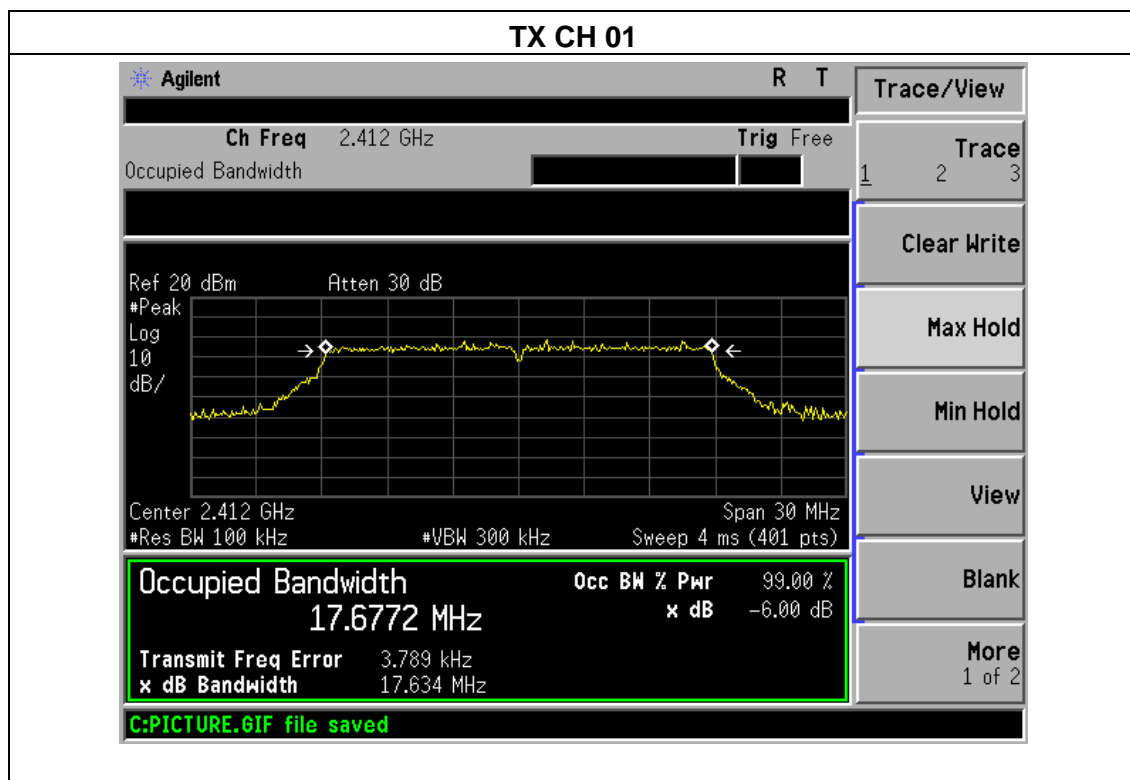 TX CH 01
Agilent R T
Trace/View
Ch Freq 2.412 GHz Trig Free
Occupied Bandwidth
Trace
1 2 3
Clear Write
Ref 20 dBm Atten 30 dB
#Peak
Log
10
dB/
Max Hold
Min Hold
View
Center 2.412 GHz Span 30 MHz
#Res BW 100 kHz #VBW 300 kHz Sweep 4 ms (401 pts)
Occupied Bandwidth Occ BW % Pwr 99.00 %
17.6772 MHz x dB -6.00 dB
Blank
Transmit Freq Error 3.789 kHz
x dB Bandwidth 17.634 MHz
More
1 of 2
C:PICTURE.GIF file saved